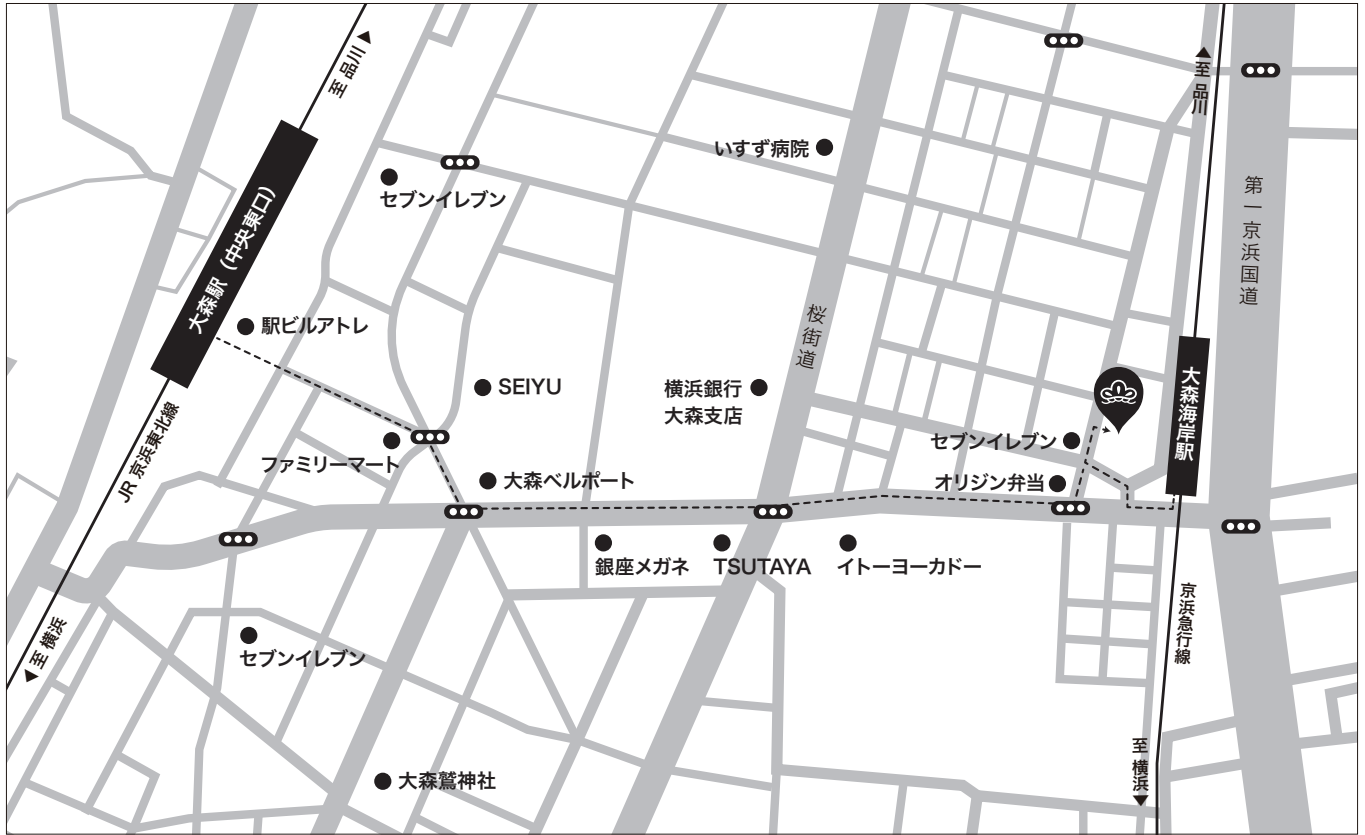 至 品川
至 品川
いすず病院
セブンイレブン
第一京浜国道
大森駅（中央東口）
駅ビルアトレ
桜街道
SEIYU
横浜銀行
大森支店
大森海岸駅
JR 京浜東北線
ファミリーマート
セブンイレブン
大森ベルポート
オリジン弁当
銀座メガネ
TSUTAYA
イトーヨーカドー
京浜急行線
至 横浜
セブンイレブン
至 横浜
大森鷲神社